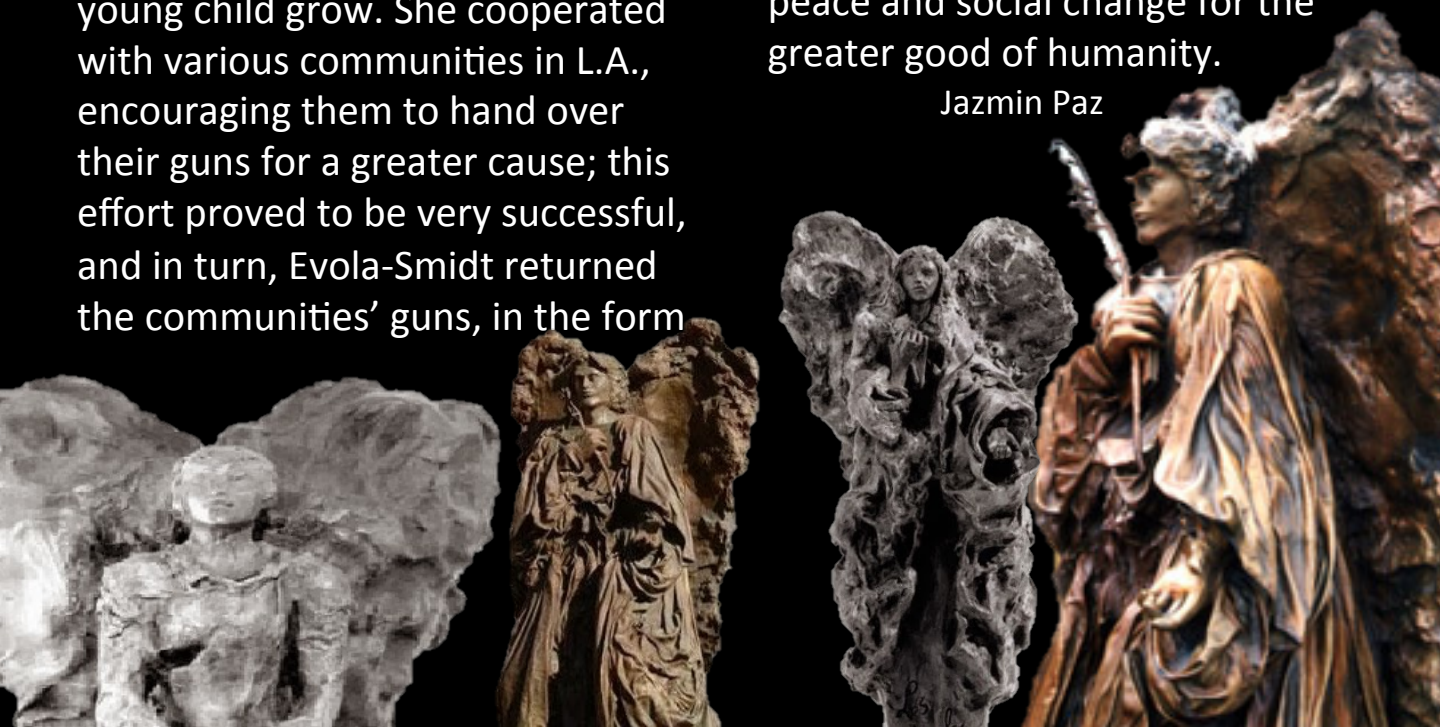 young child grow. She cooperated
with various communities in L.A.,
encouraging them to hand over
their guns for a greater cause; this
effort proved to be very successful,
and in turn, Evola-Smidt returned
the communities’ guns, in the form
peace and social change for the
greater good of humanity.
Jazmin Paz